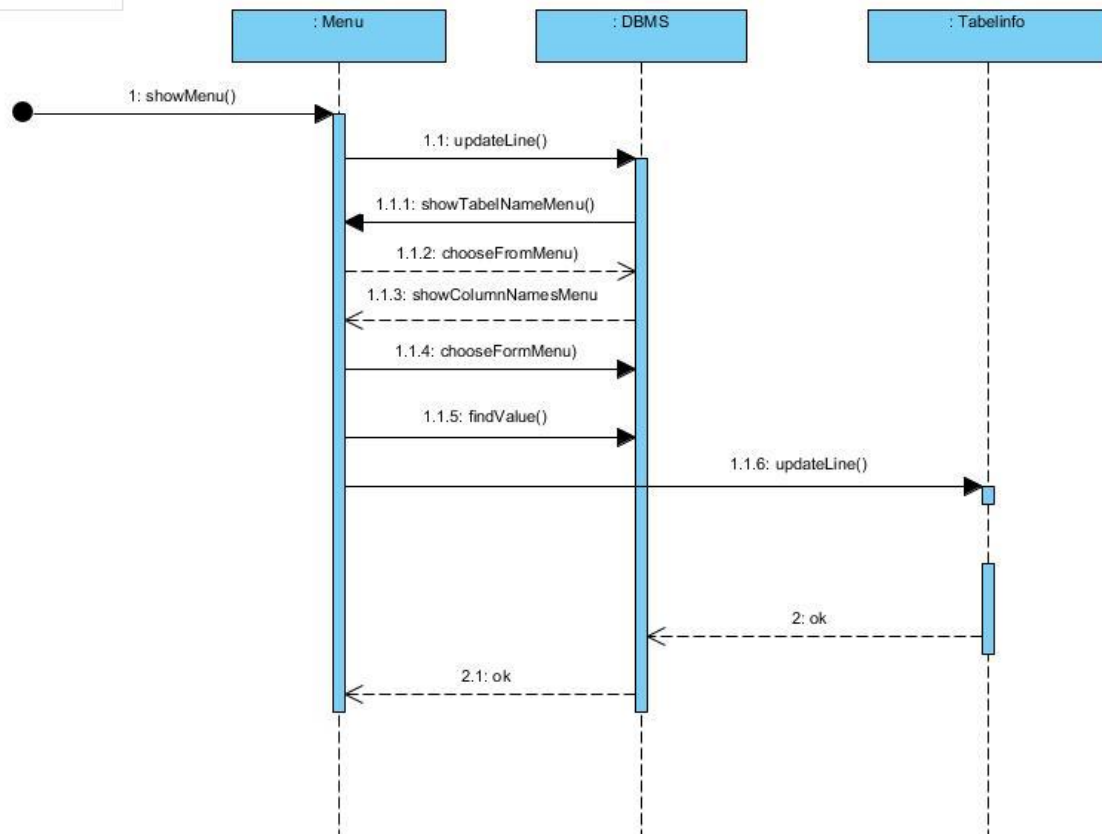 : Menu
: DBMS
: Tabelinfo
1: showMenu()
1.1: updateLine()
1.1.1: showTabelNameMenu()
1.1.2: chooseFromMenu)
1.1.3: showColumnNamesMenu
1.1.4: chooseFormMenu)
1.1.5: findValue()
1.1.6: updateLine()
2: ok
2.1: ok